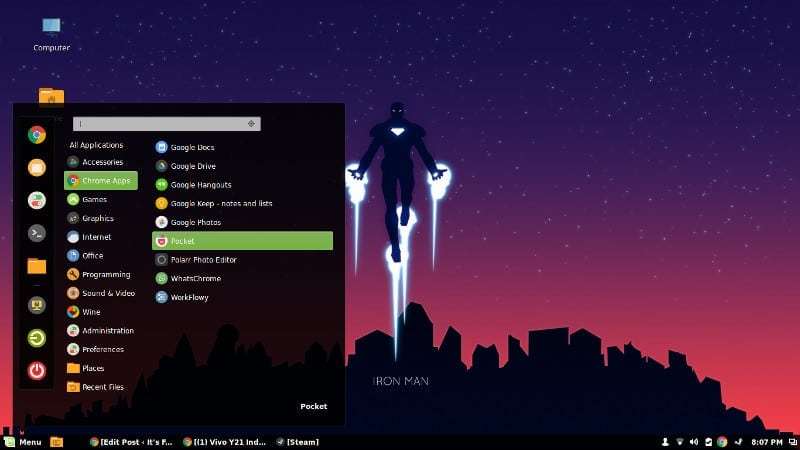 Computer
All Applications
Accessories
Chrome Apps
Games
Graphics
Internet
Office
Programming
Sound & Video
Wine
Administration
Preferences
Places
Recent Files
Google Docs
Google Drive
Google Hangouts
Google Keep - notes and lists
Google Photos
Pocket
Polarr Photo Editor
WhatsChrome
WorkFlowy
IRON MAN
Pocket
Menu
[Edit Post ‹ It's F...
[(1) Vivo Y21 Ind...
[Steam]
8:07 PM